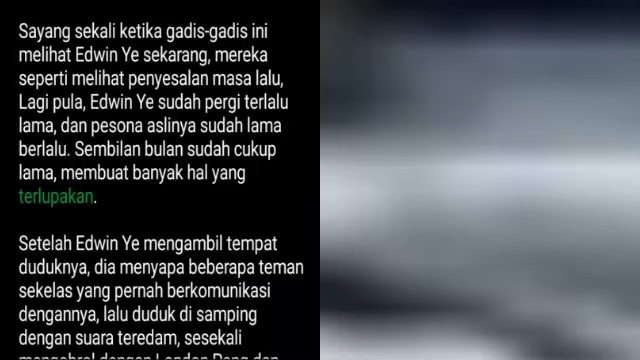 Sayang sekali ketika gadis-gadis ini
melihat Edwin Ye sekarang, mereka
seperti melihat penyesalan masa lalu,
Lagi pula, Edwin Ye sudah pergi terlalu
lama, dan pesona aslinya sudah lama
berlalu. Sembilan bulan sudah cukup
lama, membuat banyak hal yang
terlupakan.
Setelah Edwin Ye mengambil tempat
duduknya, dia menyapa beberapa teman
sekelas yang pernah berkomunikasi
dengannya, lalu duduk di samping
dengan suara teredam, sesekali
dengan